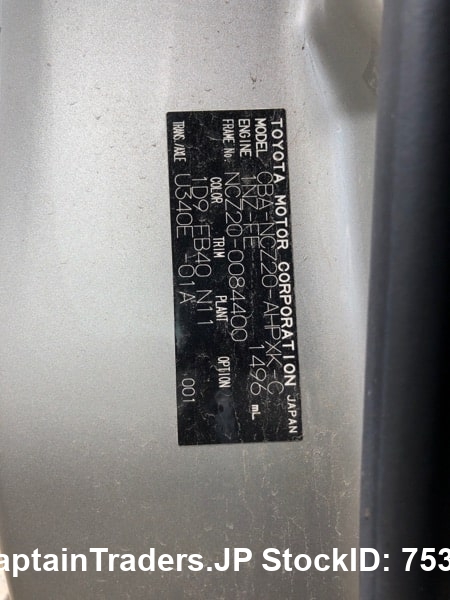 TOYOTA MOTOR CORPORATION JAPAN
MODEL CBA-NCZ20-AHPXK-C
ENGINE 1NZ-FE 1496 mL
FRAME No. NCZ20-0084400
COLOR TRIM PLANT OPTION
1D9 FB40 N11
TRANS./AXLE U340E -01A 001
aptainTraders.JP StockID: 753